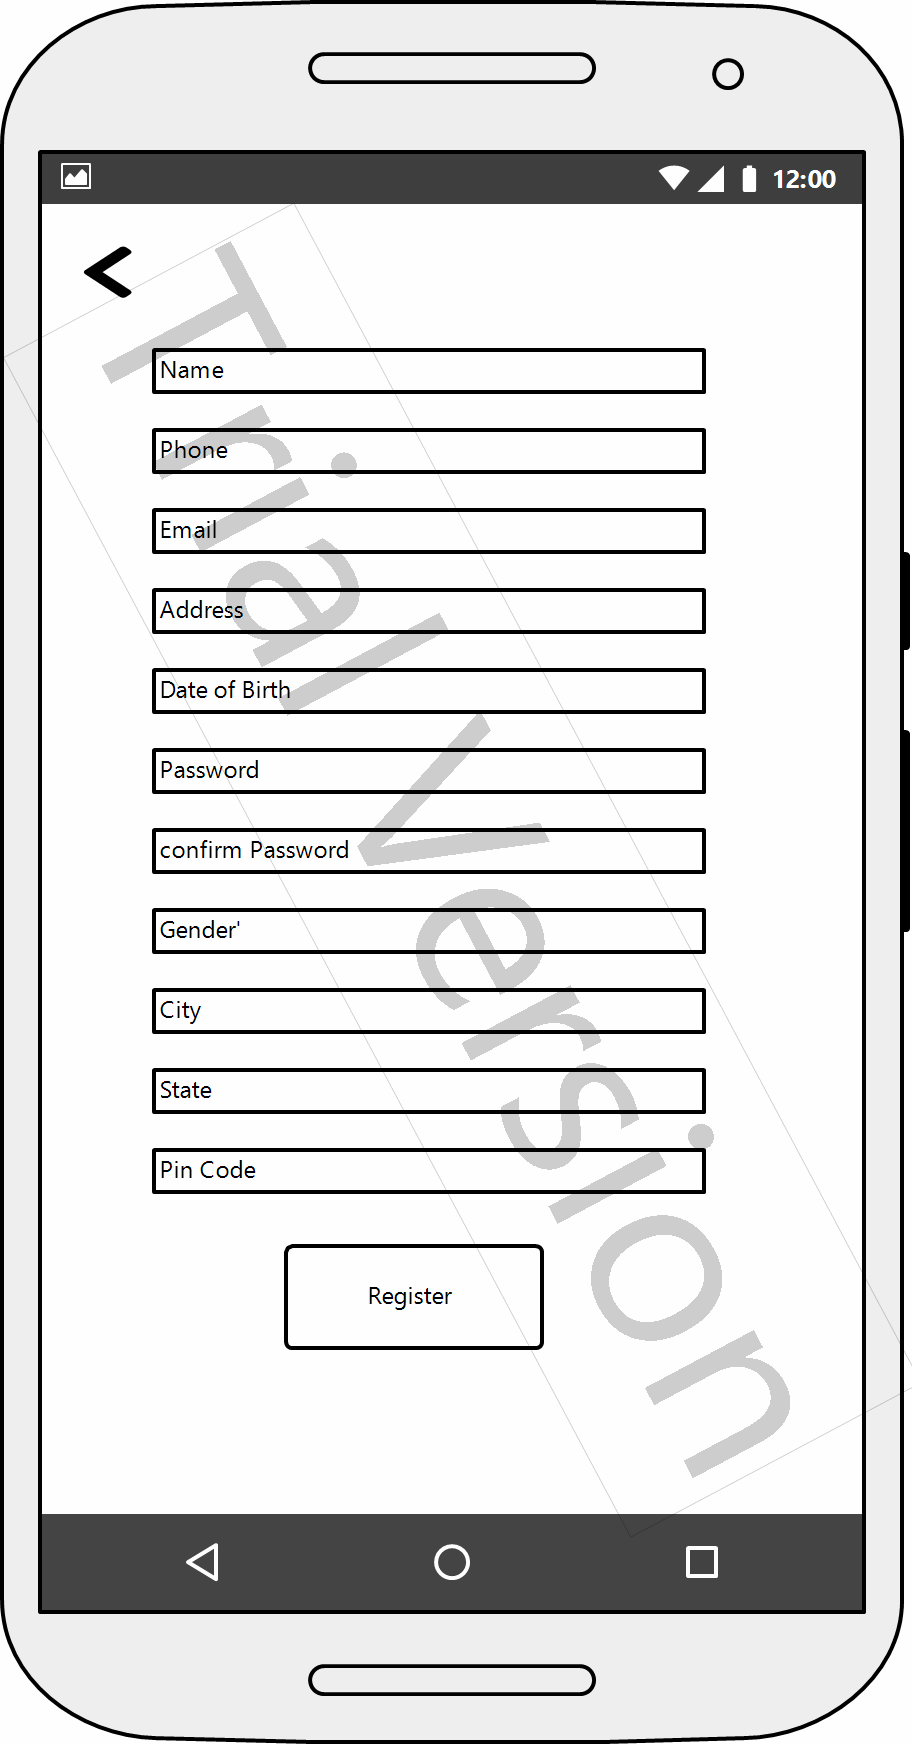 12:00
Name
Phone
Email
Address
Date of Birth
Password
confirm Password
Gender'
City
State
Pin Code
Register
Trial Version